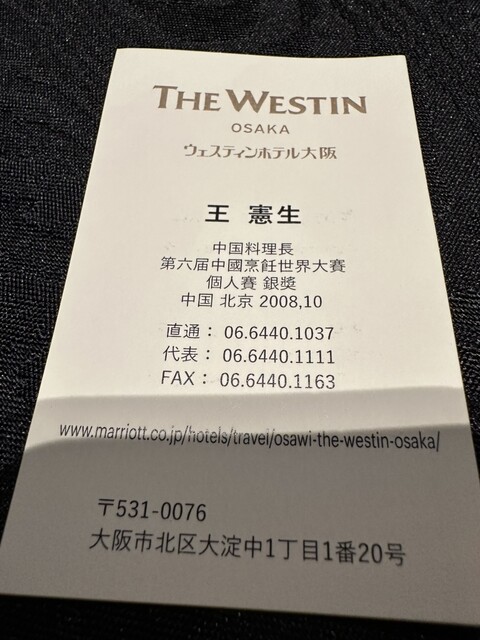 THE WESTIN
OSAKA
ウェスティンホテル大阪
王 憲生
中国料理長
第六届中國烹飪世界大賽
個人賽 銀奬
中国 北京 2008,10
直通： 06.6440.1037
代表： 06.6440.1111
FAX： 06.6440.1163
www.marriott.co.jp/hotels/travel/osawi-the-westin-osaka/
〒531-0076
大阪市北区大淀中1丁目1番20号